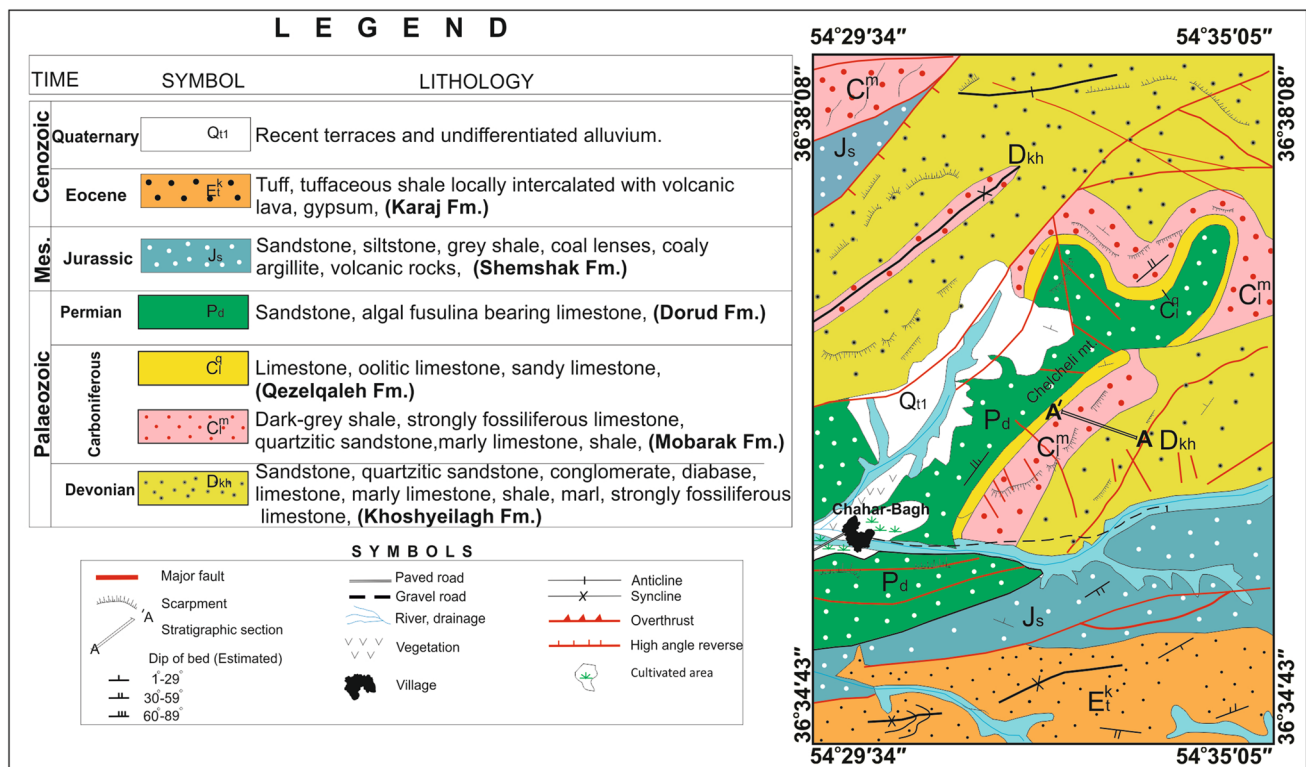 L E G E N D
TIME SYMBOL LITHOLOGY
Cenozoic
Quaternary Qt1 Recent terraces and undifferentiated alluvium.
Eocene Etk Tuff, tuffaceous shale locally intercalated with volcanic
lava, gypsum, (Karaj Fm.)
Mes.
Jurassic Js Sandstone, siltstone, grey shale, coal lenses, coaly
argillite, volcanic rocks, (Shemshak Fm.)
Palaeozoic
Permian Pd Sandstone, algal fusulina bearing limestone, (Dorud Fm.)
Carboniferous
Clq Limestone, oolitic limestone, sandy limestone,
(Qezelqaleh Fm.)
Clm Dark-grey shale, strongly fossiliferous limestone,
quartzitic sandstone,marly limestone, shale, (Mobarak Fm.)
Devonian Dkh Sandstone, quartzitic sandstone, conglomerate, diabase,
limestone, marly limestone, shale, marl, strongly fossiliferous
limestone, (Khoshyeilagh Fm.)
SYMBOLS
Major fault
Scarpment
A 'A
Stratigraphic section
Dip of bed (Estimated)
1°-29°
30°-59°
60°-89°
Paved road
Gravel road
River, drainage
Vegetation
Village
Anticline
Syncline
Overthrust
High angle reverse
Cultivated area
54°29′34″ 54°35′05″
36°38′08″
36°38′08″
Clm
Js
Dkh
Clm
Clq
Chelcheli mt.
Qt1
Pd
A′
A
Clm
Dkh
Chahar-Bagh
Pd
Js
Etk
36°34′43″
36°34′43″
54°29′34″ 54°35′05″